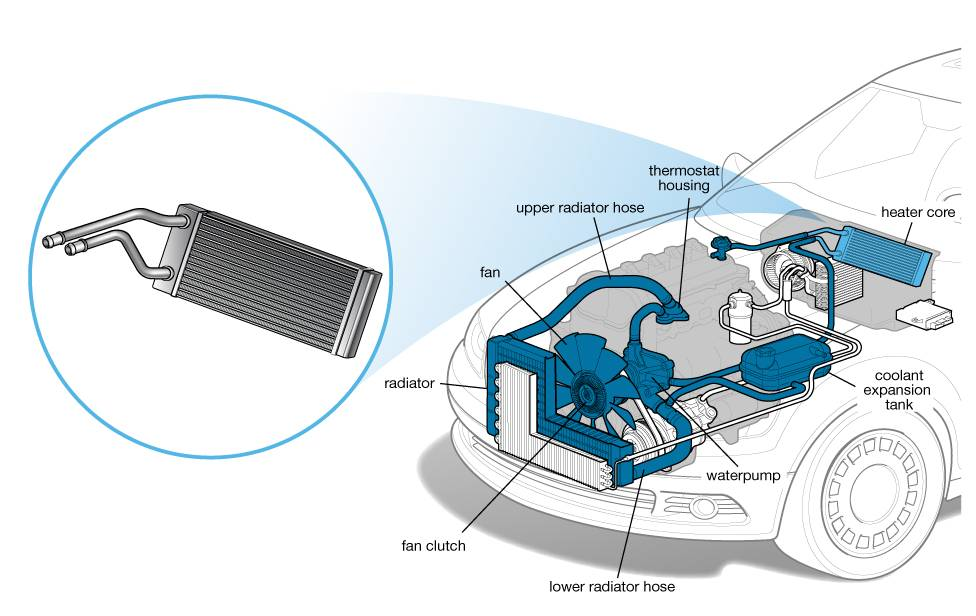 thermostat
housing
upper radiator hose
heater core
fan
radiator
coolant
expansion
tank
waterpump
fan clutch
lower radiator hose